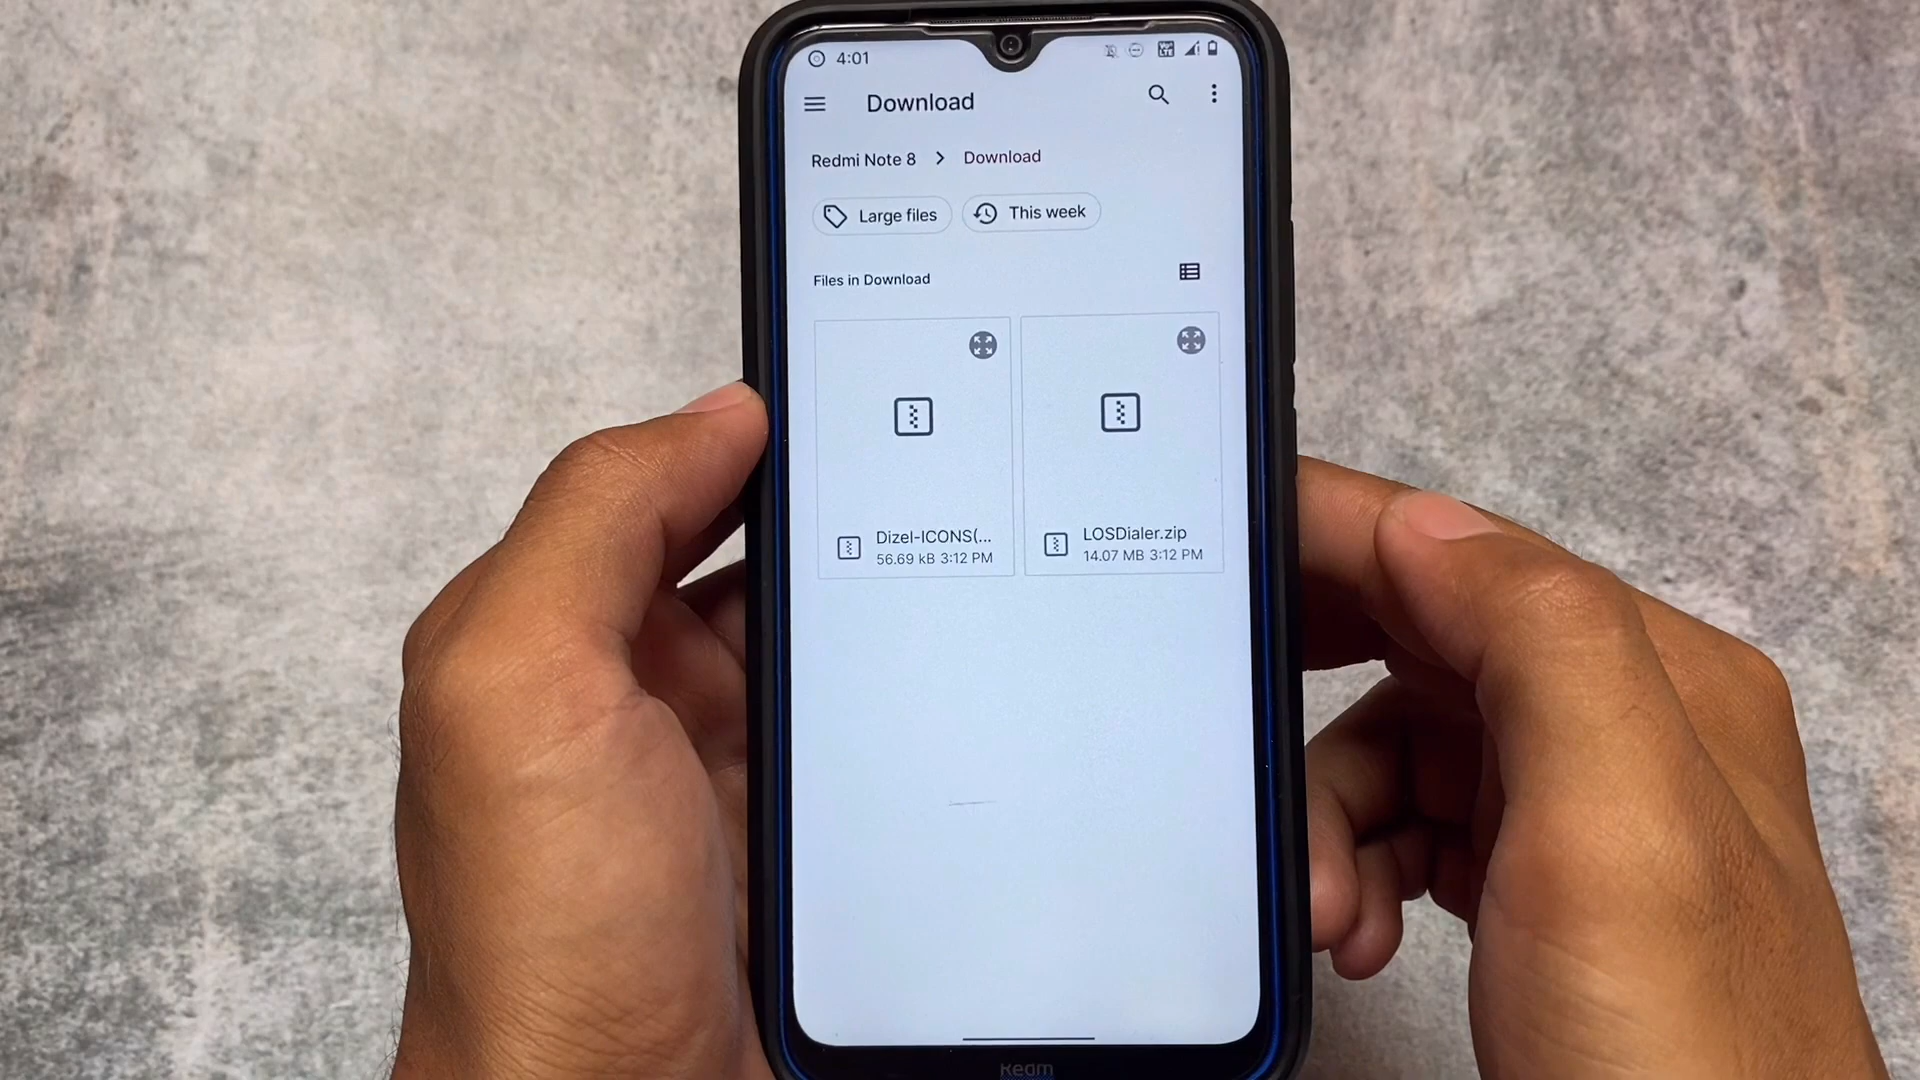 4:01
Download
Redmi Note 8 > Download
Large files
This week
Files in Download
Dizel-ICONS(...
56.69 kB 3:12 PM
LOSDialer.zip
14.07 MB 3:12 PM
Redm